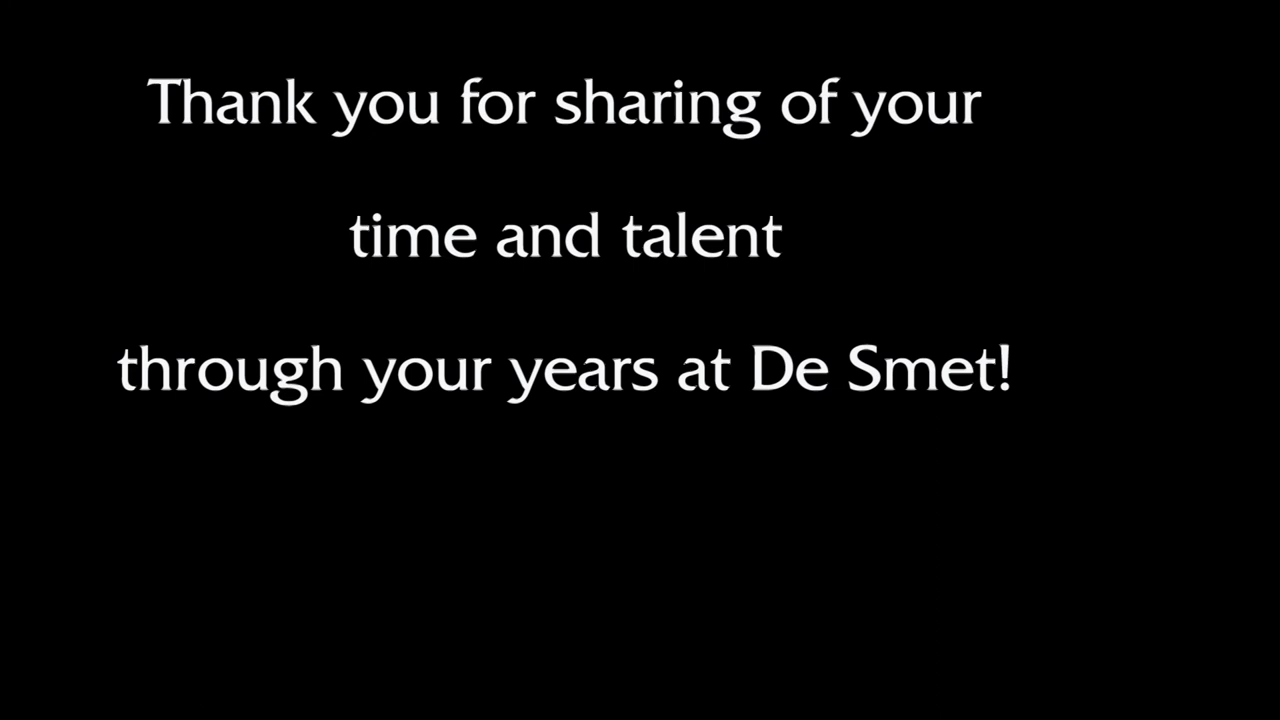 Thank you for sharing of your
time and talent
through your years at De Smet!